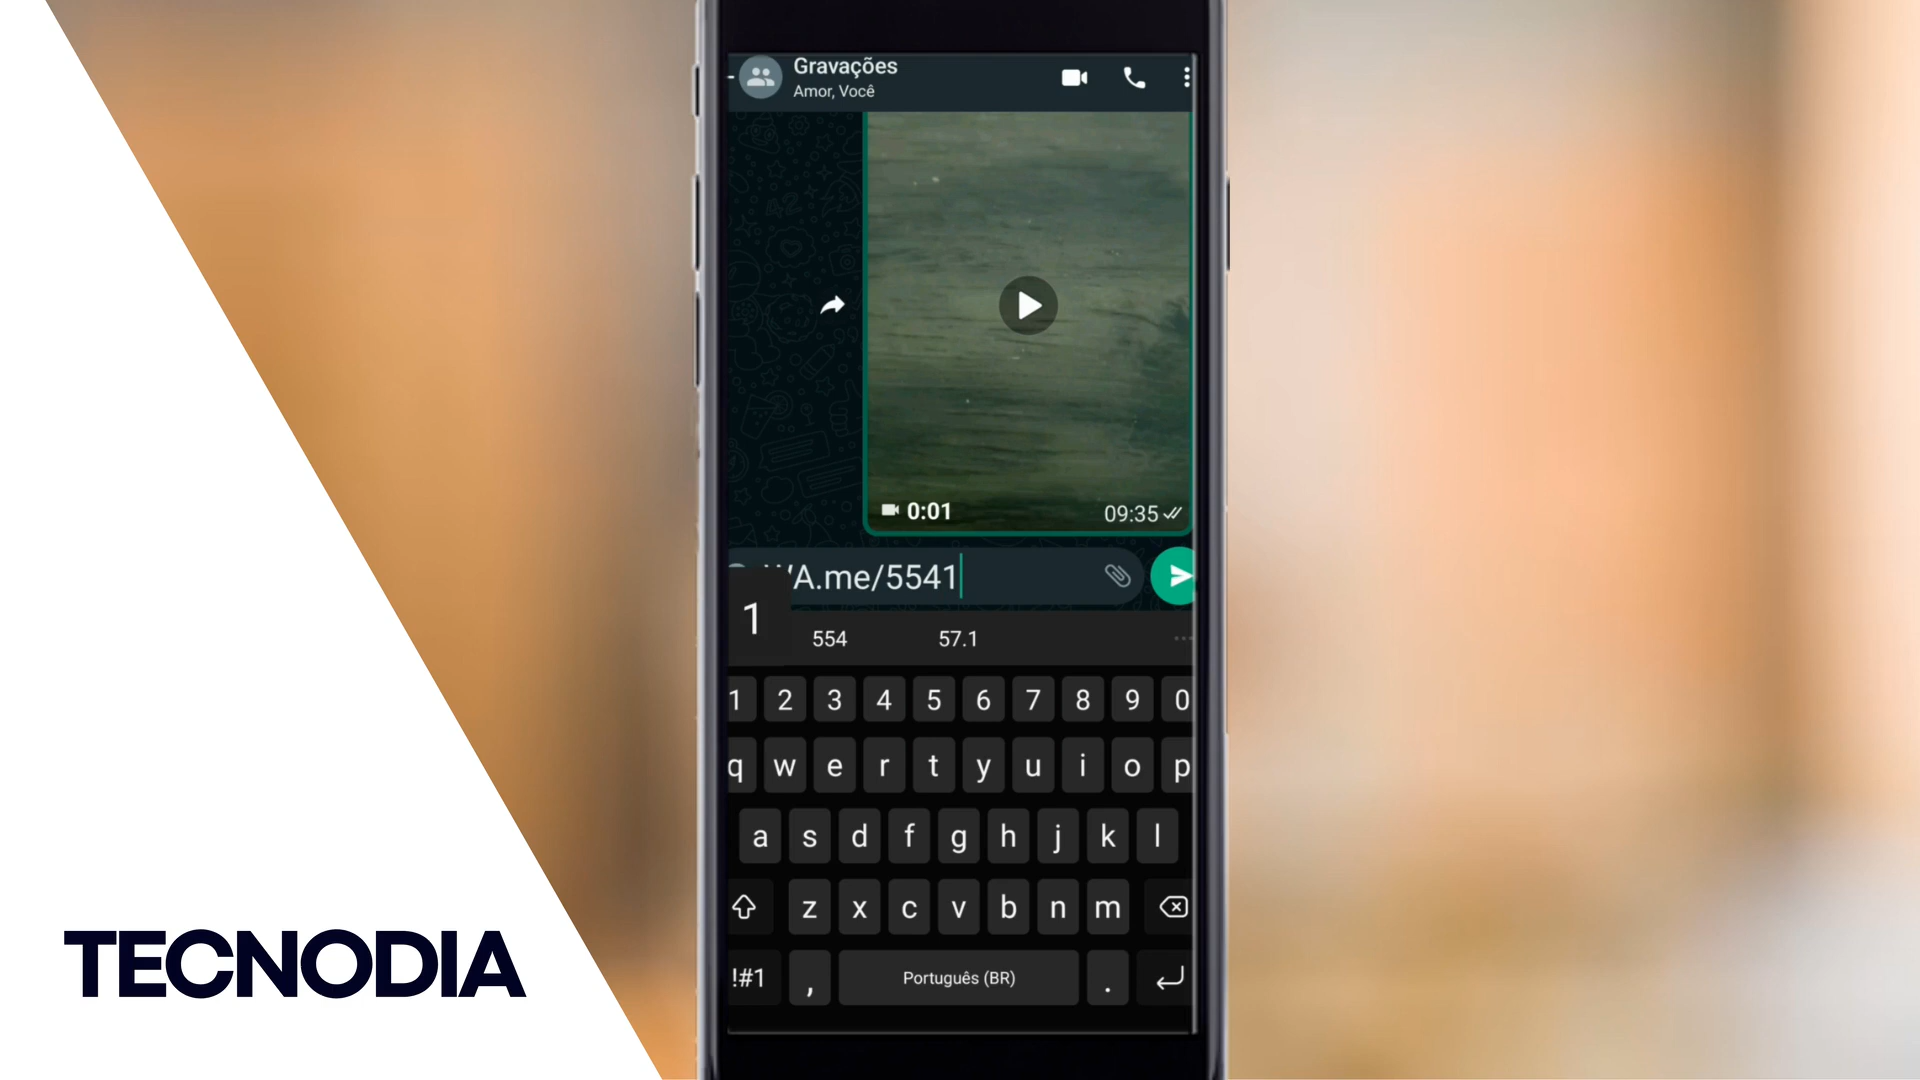 Gravações
Amor, Você
0:01
09:35
WA.me/5541
1
554 57.1
1 2 3 4 5 6 7 8 9 0
q w e r t y u i o p
a s d f g h j k l
z x c v b n m
!#1 , Português (BR) .
TECNODIA